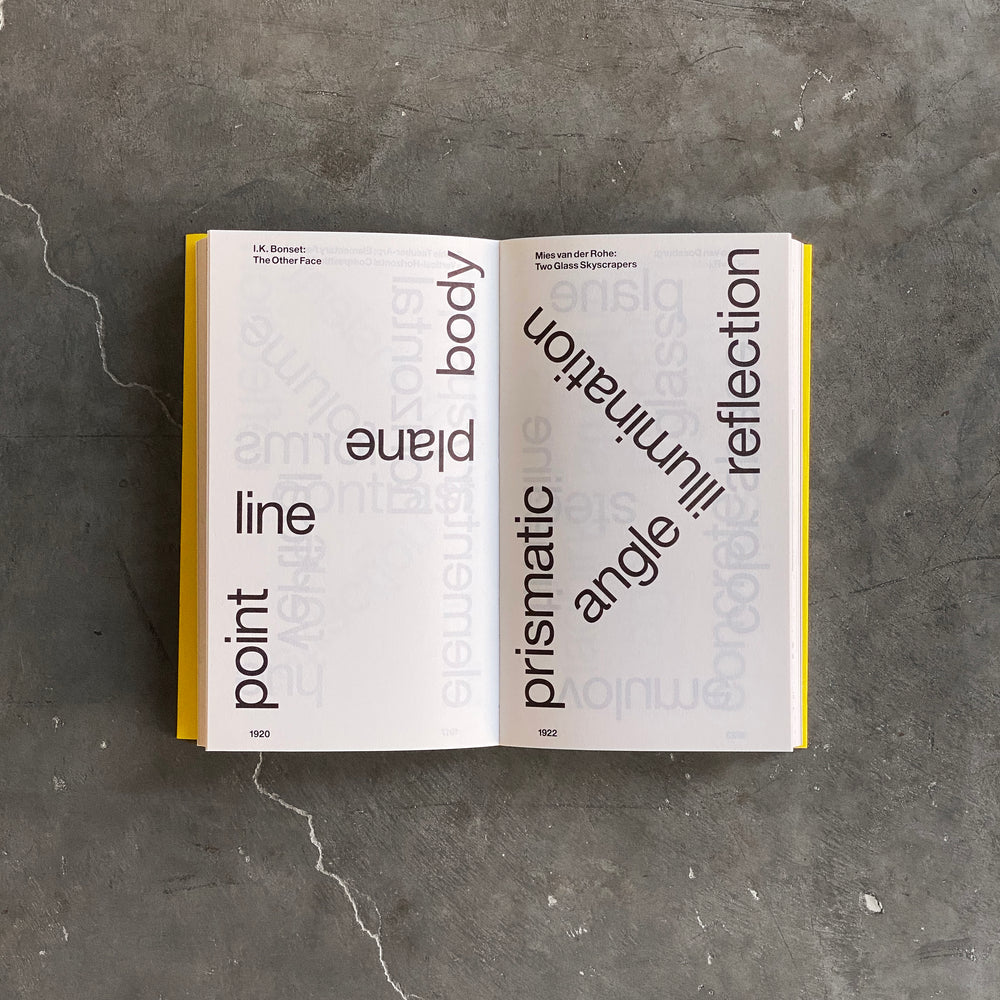 I.K. Bonset:
The Other Face
body
plane
line
point
1920
Mies van der Rohe:
Two Glass Skyscrapers
reflection
illumination
angle
prismatic
1922